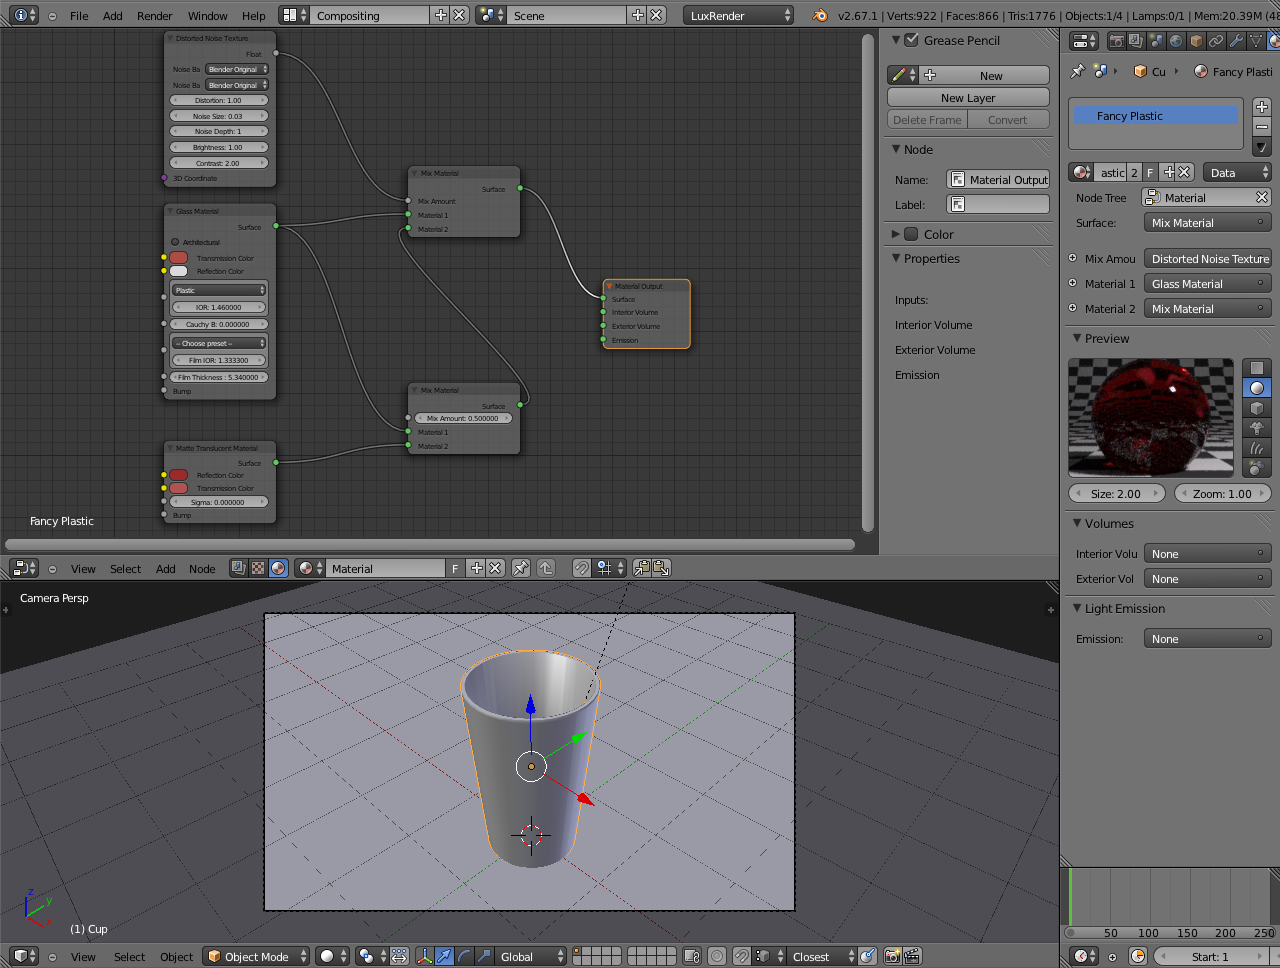 File Add Render Window Help Compositing Scene LuxRender v2.67.1 | Verts:922 | Faces:866 | Tris:1776 | Objects:1/4 | Lamps:0/1 | Mem:20.39M (48
Distorted Noise Texture
Float
Noise Ba Blender Original
Noise Ba Blender Original
Distortion: 1.00
Noise Size: 0.03
Noise Depth: 1
Brightness: 1.00
Contrast: 2.00
3D Coordinate
Glass Material
Surface
Architectural
Transmission Color
Reflection Color
Plastic
IOR: 1.460000
Cauchy B: 0.000000
-- Choose preset --
Film IOR: 1.333300
Film Thickness : 5.340000
Bump
Matte Translucent Material
Surface
Reflection Color
Transmission Color
Sigma: 0.000000
Bump
Mix Material
Surface
Mix Amount
Material 1
Material 2
Mix Material
Surface
Mix Amount: 0.500000
Material 1
Material 2
Material Output
Surface
Interior Volume
Exterior Volume
Emission
Fancy Plastic
Grease Pencil
New
New Layer
Delete Frame Convert
Node
Name: Material Output
Label:
Color
Properties
Inputs:
Interior Volume
Exterior Volume
Emission
Cu Fancy Plasti
Fancy Plastic
astic 2 F Data
Node Tree Material
Surface: Mix Material
Mix Amou Distorted Noise Texture
Material 1 Glass Material
Material 2 Mix Material
Preview
Size: 2.00 Zoom: 1.00
Volumes
Interior Volu None
Exterior Vol None
Light Emission
Emission: None
View Select Add Node Material F
Camera Persp
z
y
x
(1) Cup
View Select Object Object Mode Global Closest
50 100 150 200 250
Start: 1